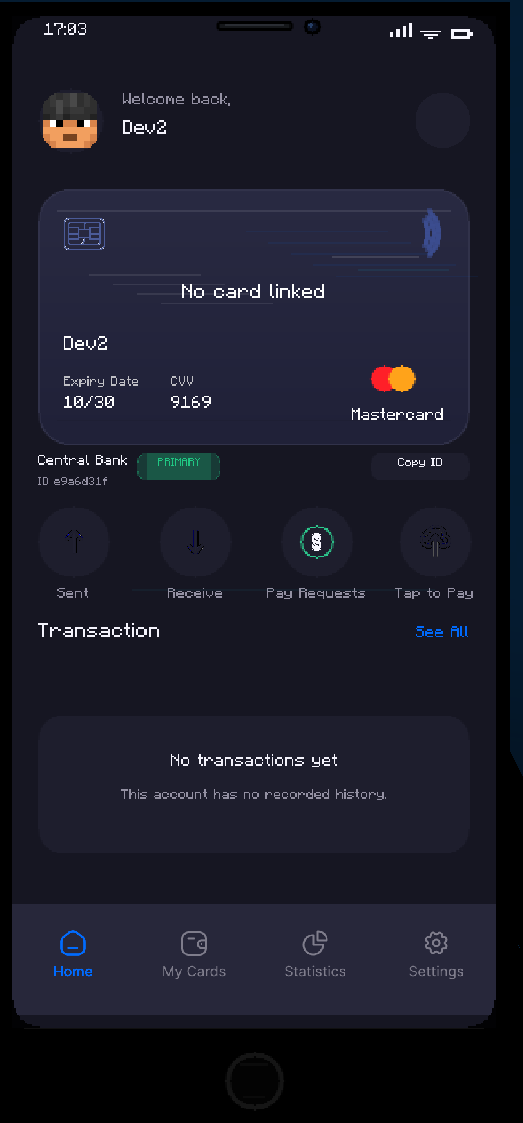 17:03
Welcome back,
Dev2
No card linked
Dev2
Expiry Date CVV
10/30 9169
Mastercard
Central Bank PRIMARY Copy ID
ID e9a6d31f
Sent Receive Pay Requests Tap to Pay
Transaction See All
No transactions yet
This account has no recorded history.
Home My Cards Statistics Settings